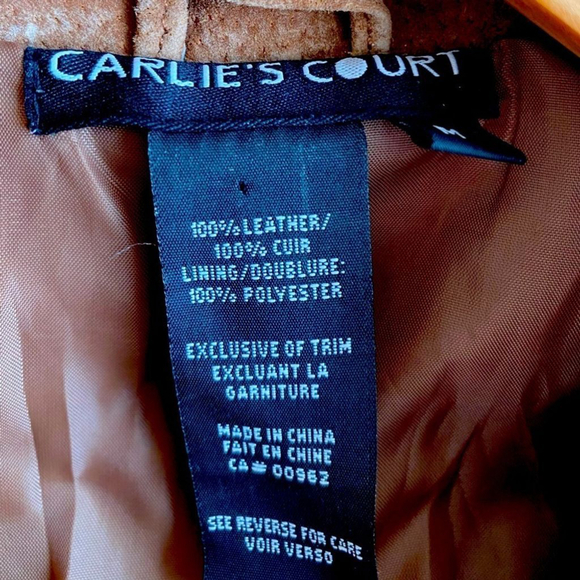 CARLIE'S COURT
M
100% LEATHER/
100% CUIR
LINING/DOUBLURE:
100% POLYESTER
EXCLUSIVE OF TRIM
EXCLUANT LA
GARNITURE
MADE IN CHINA
FAIT EN CHINE
CA# 00962
SEE REVERSE FOR CARE
VOIR VERSO